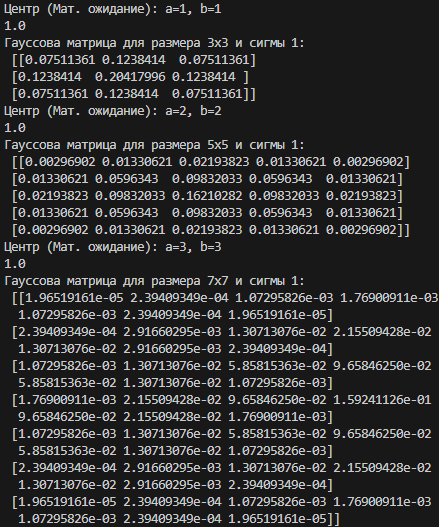 Центр (Мат. ожидание): a=1, b=1
1.0
Гауссова матрица для размера 3x3 и сигмы 1:
[[0.07511361 0.1238414  0.07511361]
[0.1238414  0.20417996 0.1238414 ]
[0.07511361 0.1238414  0.07511361]]
Центр (Мат. ожидание): a=2, b=2
1.0
Гауссова матрица для размера 5x5 и сигмы 1:
[[0.00296902 0.01330621 0.02193823 0.01330621 0.00296902]
[0.01330621 0.0596343  0.09832033 0.0596343  0.01330621]
[0.02193823 0.09832033 0.16210282 0.09832033 0.02193823]
[0.01330621 0.0596343  0.09832033 0.0596343  0.01330621]
[0.00296902 0.01330621 0.02193823 0.01330621 0.00296902]]
Центр (Мат. ожидание): a=3, b=3
1.0
Гауссова матрица для размера 7x7 и сигмы 1:
[[1.96519161e-05 2.39409349e-04 1.07295826e-03 1.76900911e-03
1.07295826e-03 2.39409349e-04 1.96519161e-05]
[2.39409349e-04 2.91660295e-03 1.30713076e-02 2.15509428e-02
1.30713076e-02 2.91660295e-03 2.39409349e-04]
[1.07295826e-03 1.30713076e-02 5.85815363e-02 9.65846250e-02
5.85815363e-02 1.30713076e-02 1.07295826e-03]
[1.76900911e-03 2.15509428e-02 9.65846250e-02 1.59241126e-01
9.65846250e-02 2.15509428e-02 1.76900911e-03]
[1.07295826e-03 1.30713076e-02 5.85815363e-02 9.65846250e-02
5.85815363e-02 1.30713076e-02 1.07295826e-03]
[2.39409349e-04 2.91660295e-03 1.30713076e-02 2.15509428e-02
1.30713076e-02 2.91660295e-03 2.39409349e-04]
[1.96519161e-05 2.39409349e-04 1.07295826e-03 1.76900911e-03
1.07295826e-03 2.39409349e-04 1.96519161e-05]]